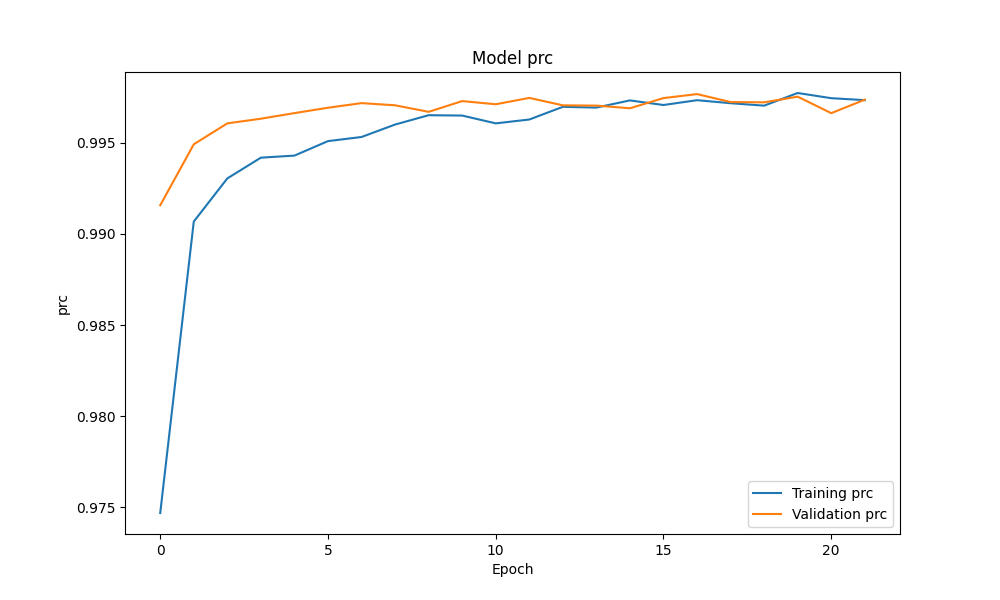 Model prc
prc
0.995
0.990
0.985
0.980
0.975
Training prc
Validation prc
0 5 10 15 20
Epoch